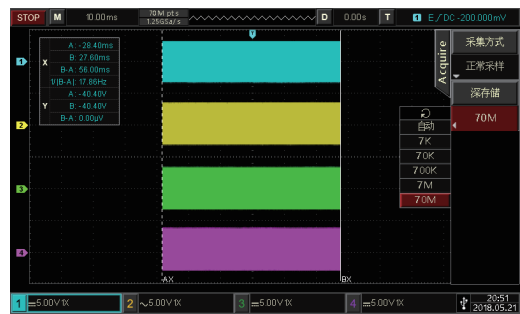 STOP M 10.00ms 70M pts D 0.00s T 1 E/DC -200.000mV
1.25GSa/s
A: -28.40ms
X B: 27.60ms
B-A: 56.00ms
1/|B-A|: 17.86Hz
A: -40.40V
Y B: -40.40V
B-A: 0.00μV
T
1
2
3
4
AX BX
Acquire
采集方式
正常采样
深存储
70M
自动
7K
70K
700K
7M
70M
1 5.00V 1X 2 5.00V 1X 3 5.00V 1X 4 5.00V 1X 20:51
2018.05.21